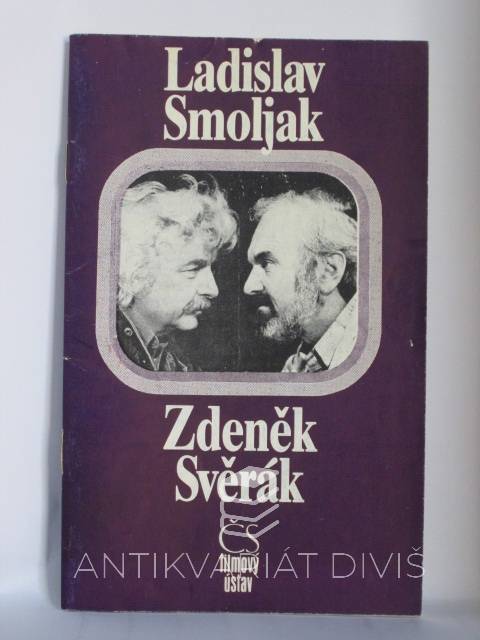 Ladislav
Smoljak
Zdeněk
Svěrák
ČS
ANTIKVARIÁT DIVIŠ
filmový
ústav